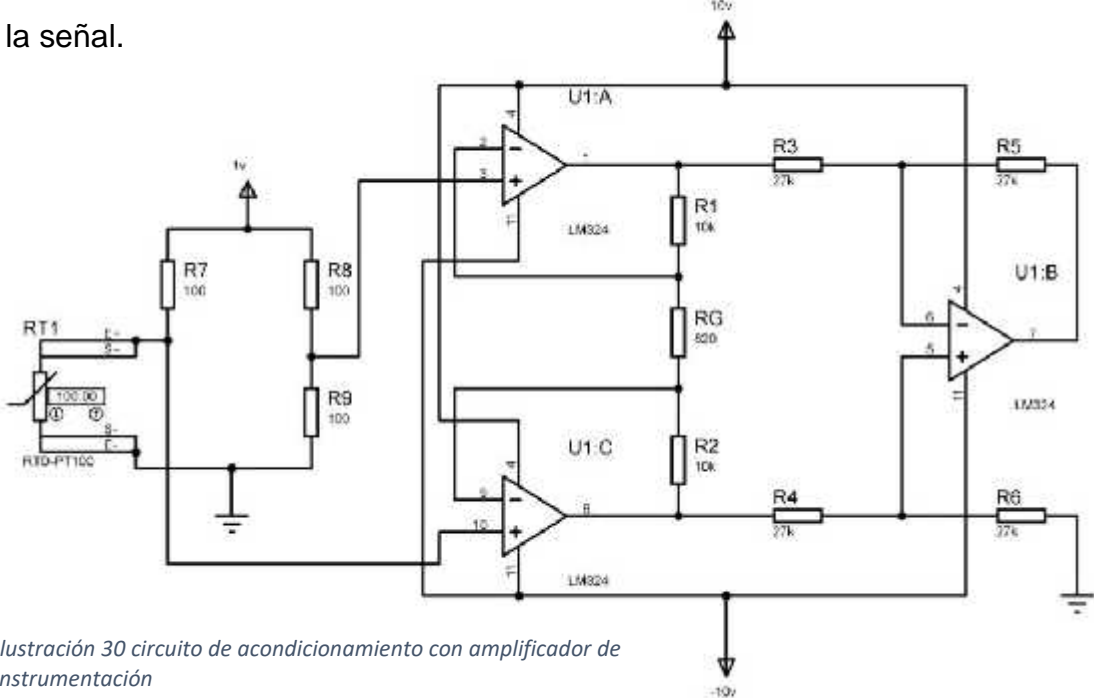 la señal.
10v
U1:A
4
2
3
11
LM324
R3
27k
R5
27k
1v
R7
100
R8
100
R1
10k
U1:B
4
6
5
7
11
LM324
RT1
100.00
RTD-PT100
R9
100
RG
820
U1:C
4
9
10
8
11
LM324
R2
10k
R4
27k
R6
27k
-10v
lustración 30 circuito de acondicionamiento con amplificador de
nstrumentación